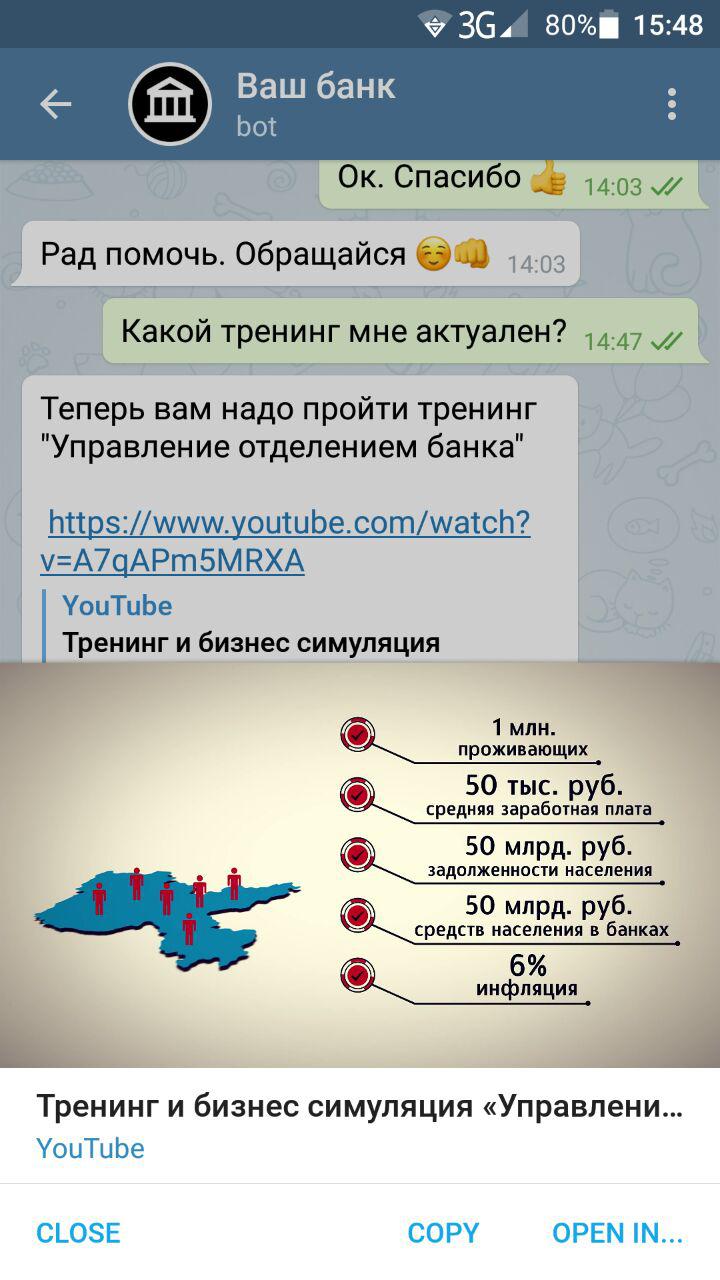 3G 80% 15:48
Ваш банк
bot
Ок. Спасибо 👍 14:03
Рад помочь. Обращайся ☺️👊 14:03
Какой тренинг мне актуален? 14:47
Теперь вам надо пройти тренинг
"Управление отделением банка"
https://www.youtube.com/watch?
v=A7qAPm5MRXA
YouTube
Тренинг и бизнес симуляция
1 млн.
проживающих
50 тыс. руб.
средняя заработная плата
50 млрд. руб.
задолженности населения
50 млрд. руб.
средств населения в банках
6%
инфляция
Тренинг и бизнес симуляция «Управлени...
YouTube
CLOSE COPY OPEN IN...